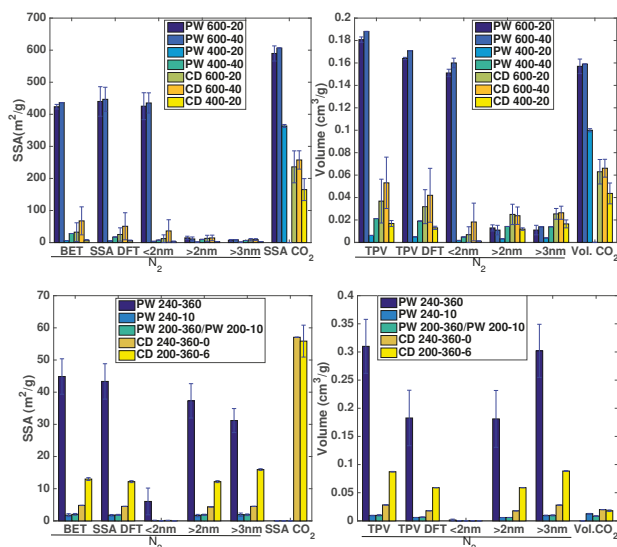 SSA(m²/g)
700
600
500
400
300
200
100
0
PW 600-20
PW 600-40
PW 400-20
PW 400-40
CD 600-20
CD 600-40
CD 400-20
BET SSA DFT <2nm >2nm >3nm SSA CO₂
N₂
Volume (cm³/g)
0.2
0.18
0.16
0.14
0.12
0.1
0.08
0.06
0.04
0.02
0
PW 600-20
PW 600-40
PW 400-20
PW 400-40
CD 600-20
CD 600-40
CD 400-20
TPV TPV DFT <2nm >2nm >3nm Vol. CO₂
N₂
SSA (m²/g)
70
60
50
40
30
20
10
0
PW 240-360
PW 240-10
PW 200-360/PW 200-10
CD 240-360-0
CD 200-360-6
BET SSA DFT <2nm >2nm >3nm SSA CO₂
N₂
Volume (cm³/g)
0.4
0.35
0.3
0.25
0.2
0.15
0.1
0.05
0
PW 240-360
PW 240-10
PW 200-360/PW 200-10
CD 240-360-0
CD 200-360-6
TPV TPV DFT <2nm >2nm >3nm Vol.CO₂
N₂